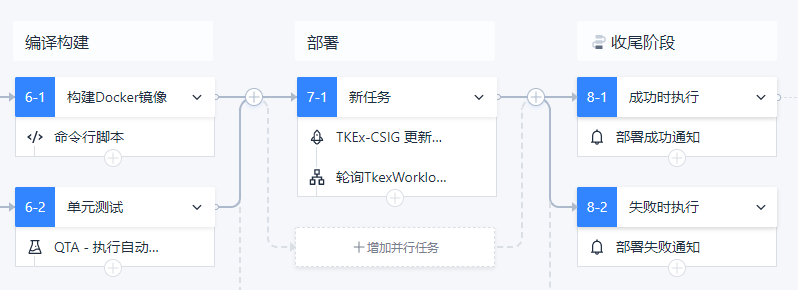 编译构建
部署
收尾阶段
6-1 构建Docker镜像
命令行脚本
6-2 单元测试
QTA - 执行自动...
7-1 新任务
TKEx-CSIG 更新...
轮询TkexWorklo...
增加并行任务
8-1 成功时执行
部署成功通知
8-2 失败时执行
部署失败通知